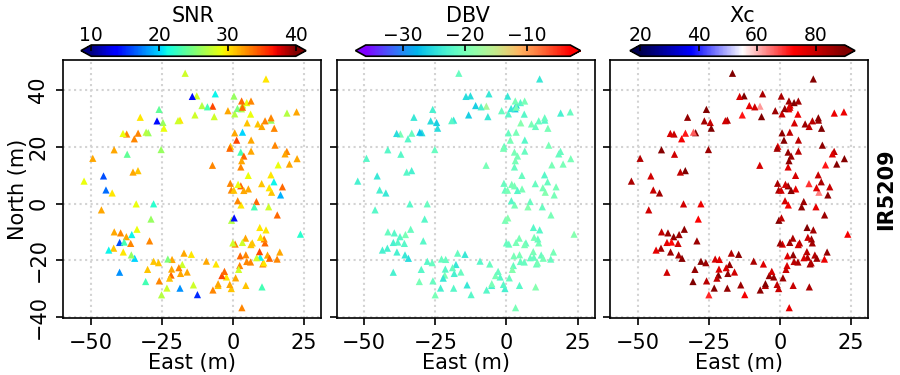 SNR DBV Xc
10 20 30 40 −30 −20 −10 20 40 60 80
40
20
0
−20
−40
North (m)
IR5209
−50 −25 0 25 −50 −25 0 25 −50 −25 0 25
East (m) East (m) East (m)